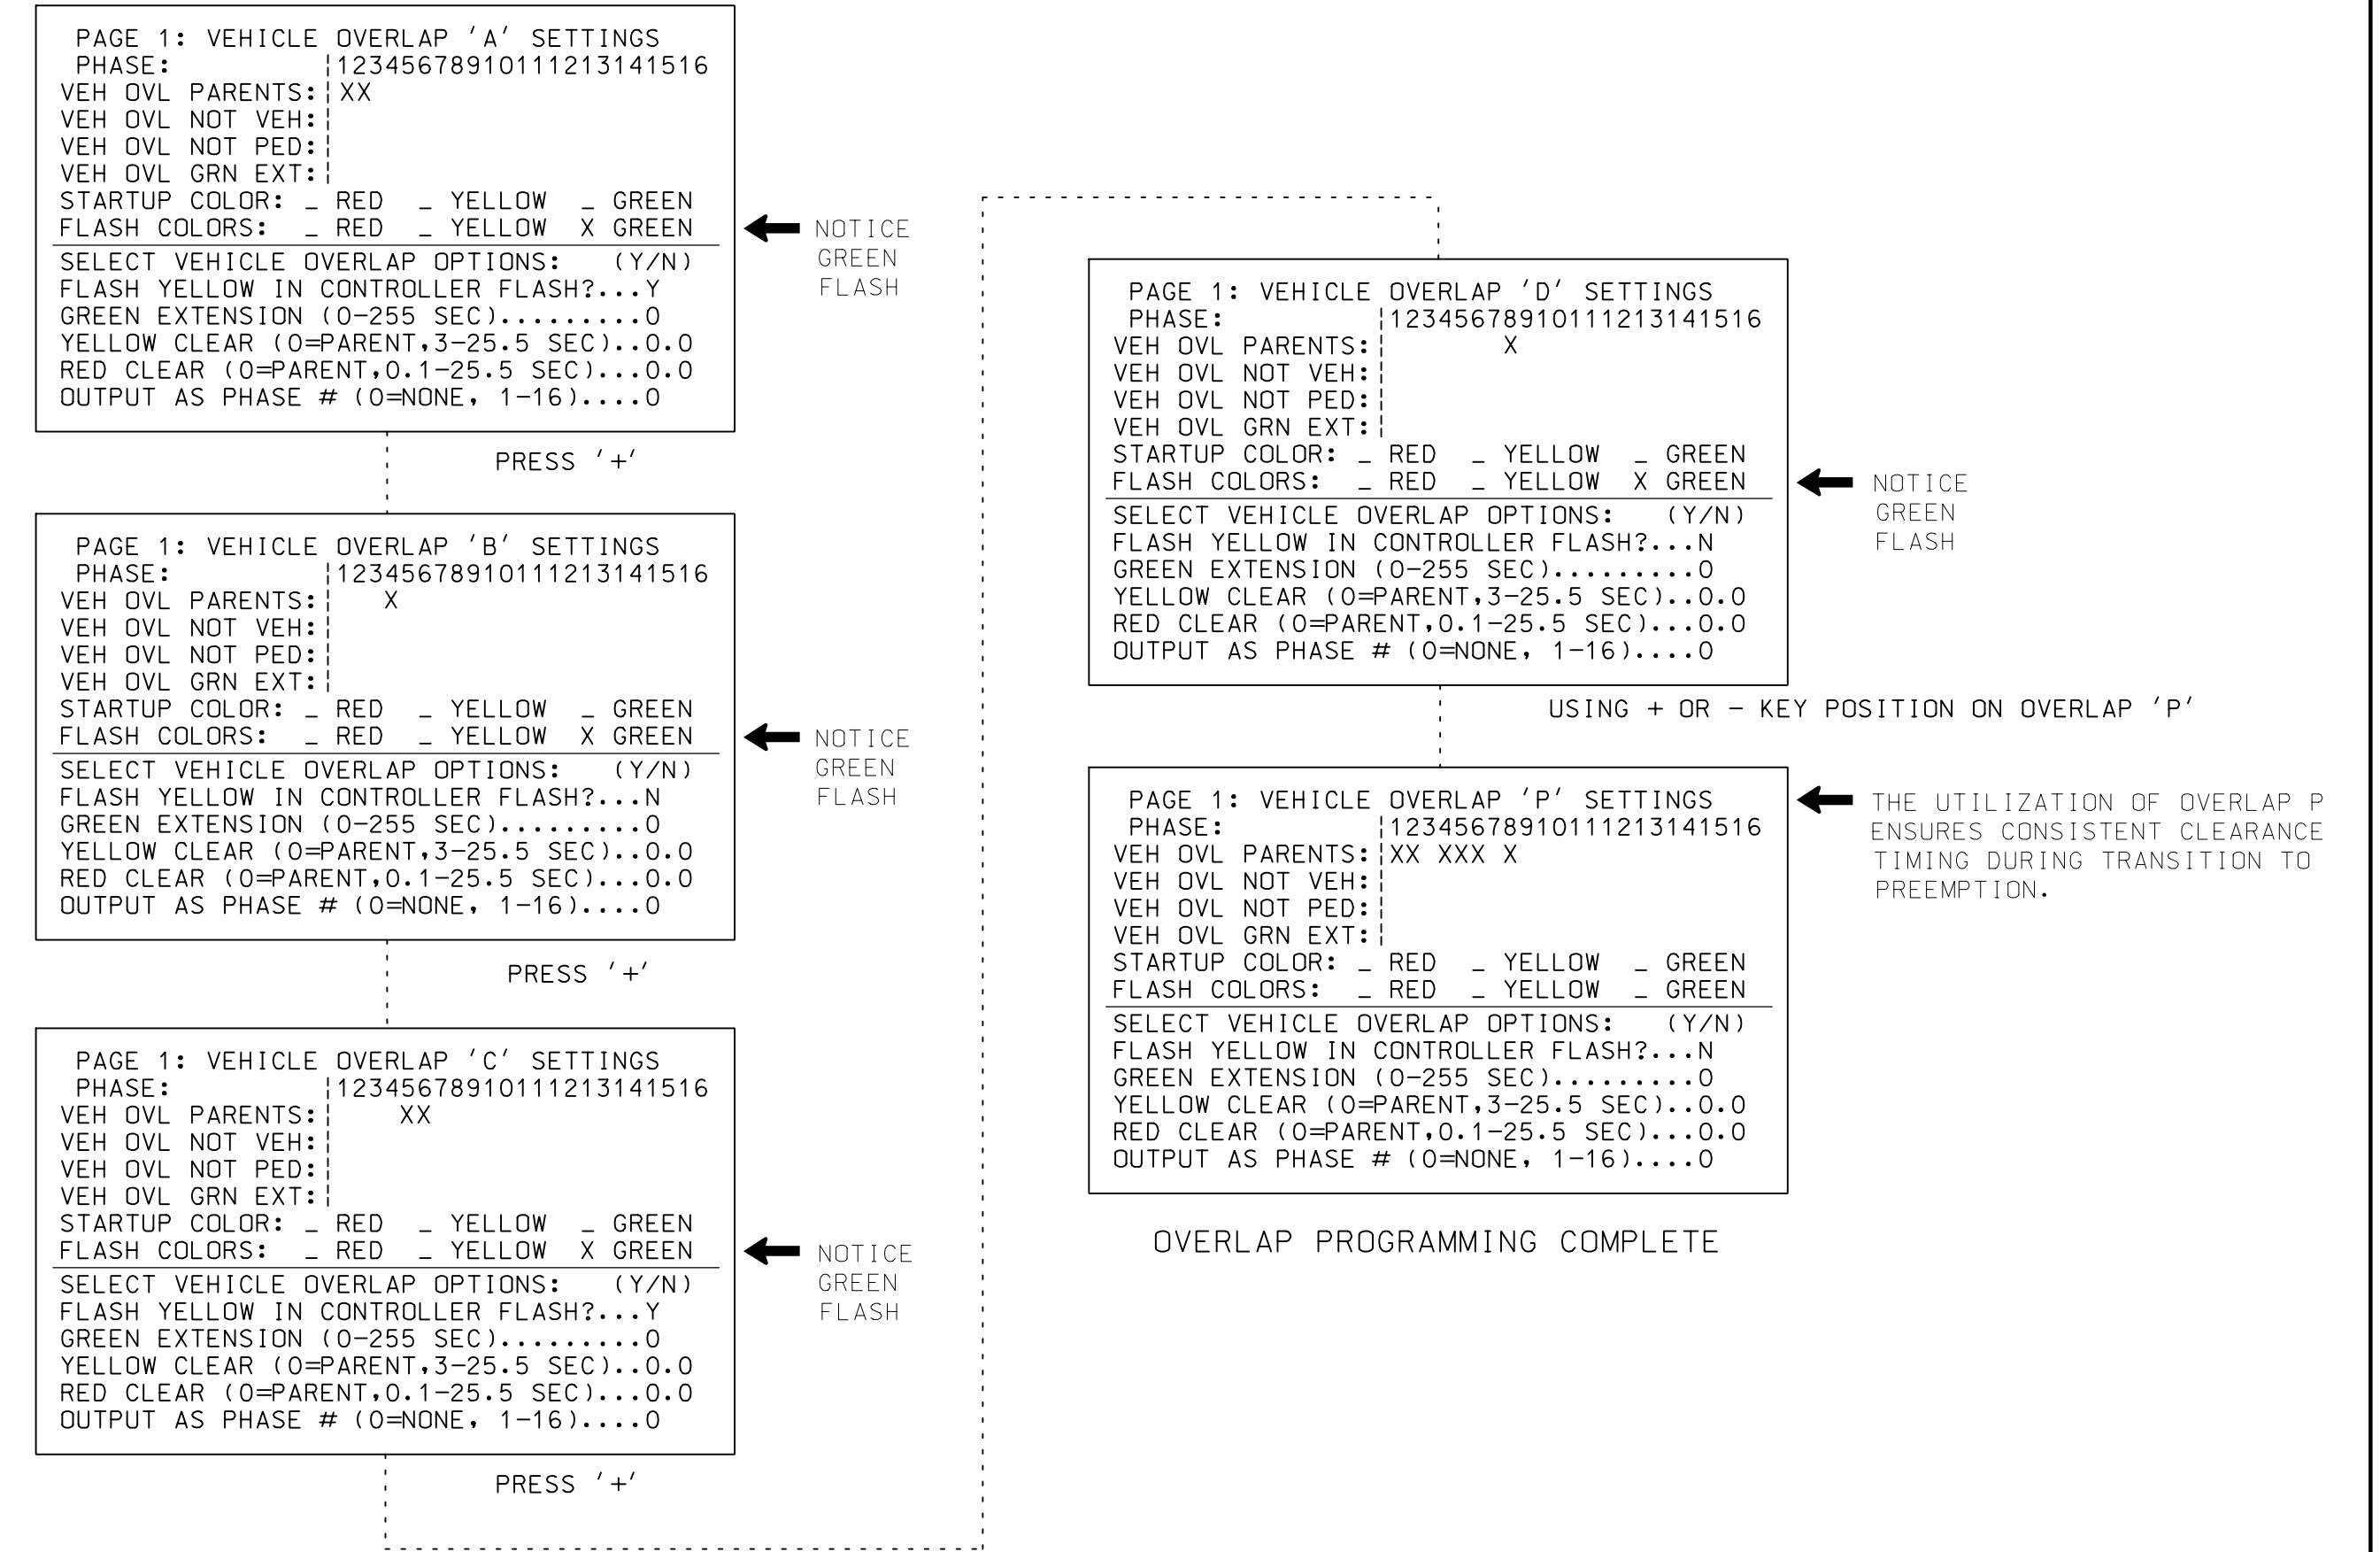 PAGE 1: VEHICLE OVERLAP 'A' SETTINGS
PHASE: |12345678910111213141516
VEH OVL PARENTS:|XX
VEH OVL NOT VEH:|
VEH OVL NOT PED:|
VEH OVL GRN EXT:|
STARTUP COLOR: _ RED _ YELLOW _ GREEN
FLASH COLORS: _ RED _ YELLOW X GREEN
SELECT VEHICLE OVERLAP OPTIONS: (Y/N)
FLASH YELLOW IN CONTROLLER FLASH?...Y
GREEN EXTENSION (0-255 SEC).........0
YELLOW CLEAR (0=PARENT,3-25.5 SEC)..0.0
RED CLEAR (0=PARENT,0.1-25.5 SEC)...0.0
OUTPUT AS PHASE # (0=NONE, 1-16)....0
NOTICE
GREEN
FLASH
PRESS '+'
PAGE 1: VEHICLE OVERLAP 'B' SETTINGS
PHASE: |12345678910111213141516
VEH OVL PARENTS:| X
VEH OVL NOT VEH:|
VEH OVL NOT PED:|
VEH OVL GRN EXT:|
STARTUP COLOR: _ RED _ YELLOW _ GREEN
FLASH COLORS: _ RED _ YELLOW X GREEN
SELECT VEHICLE OVERLAP OPTIONS: (Y/N)
FLASH YELLOW IN CONTROLLER FLASH?...N
GREEN EXTENSION (0-255 SEC).........0
YELLOW CLEAR (0=PARENT,3-25.5 SEC)..0.0
RED CLEAR (0=PARENT,0.1-25.5 SEC)...0.0
OUTPUT AS PHASE # (0=NONE, 1-16)....0
NOTICE
GREEN
FLASH
PRESS '+'
PAGE 1: VEHICLE OVERLAP 'C' SETTINGS
PHASE: |12345678910111213141516
VEH OVL PARENTS:| XX
VEH OVL NOT VEH:|
VEH OVL NOT PED:|
VEH OVL GRN EXT:|
STARTUP COLOR: _ RED _ YELLOW _ GREEN
FLASH COLORS: _ RED _ YELLOW X GREEN
SELECT VEHICLE OVERLAP OPTIONS: (Y/N)
FLASH YELLOW IN CONTROLLER FLASH?...Y
GREEN EXTENSION (0-255 SEC).........0
YELLOW CLEAR (0=PARENT,3-25.5 SEC)..0.0
RED CLEAR (0=PARENT,0.1-25.5 SEC)...0.0
OUTPUT AS PHASE # (0=NONE, 1-16)....0
NOTICE
GREEN
FLASH
PRESS '+'
PAGE 1: VEHICLE OVERLAP 'D' SETTINGS
PHASE: |12345678910111213141516
VEH OVL PARENTS:| X
VEH OVL NOT VEH:|
VEH OVL NOT PED:|
VEH OVL GRN EXT:|
STARTUP COLOR: _ RED _ YELLOW _ GREEN
FLASH COLORS: _ RED _ YELLOW X GREEN
SELECT VEHICLE OVERLAP OPTIONS: (Y/N)
FLASH YELLOW IN CONTROLLER FLASH?...N
GREEN EXTENSION (0-255 SEC).........0
YELLOW CLEAR (0=PARENT,3-25.5 SEC)..0.0
RED CLEAR (0=PARENT,0.1-25.5 SEC)...0.0
OUTPUT AS PHASE # (0=NONE, 1-16)....0
NOTICE
GREEN
FLASH
USING + OR - KEY POSITION ON OVERLAP 'P'
PAGE 1: VEHICLE OVERLAP 'P' SETTINGS
PHASE: |12345678910111213141516
VEH OVL PARENTS:|XX XXX X
VEH OVL NOT VEH:|
VEH OVL NOT PED:|
VEH OVL GRN EXT:|
STARTUP COLOR: _ RED _ YELLOW _ GREEN
FLASH COLORS: _ RED _ YELLOW _ GREEN
SELECT VEHICLE OVERLAP OPTIONS: (Y/N)
FLASH YELLOW IN CONTROLLER FLASH?...N
GREEN EXTENSION (0-255 SEC).........0
YELLOW CLEAR (0=PARENT,3-25.5 SEC)..0.0
RED CLEAR (0=PARENT,0.1-25.5 SEC)...0.0
OUTPUT AS PHASE # (0=NONE, 1-16)....0
THE UTILIZATION OF OVERLAP P
ENSURES CONSISTENT CLEARANCE
TIMING DURING TRANSITION TO
PREEMPTION.
OVERLAP PROGRAMMING COMPLETE